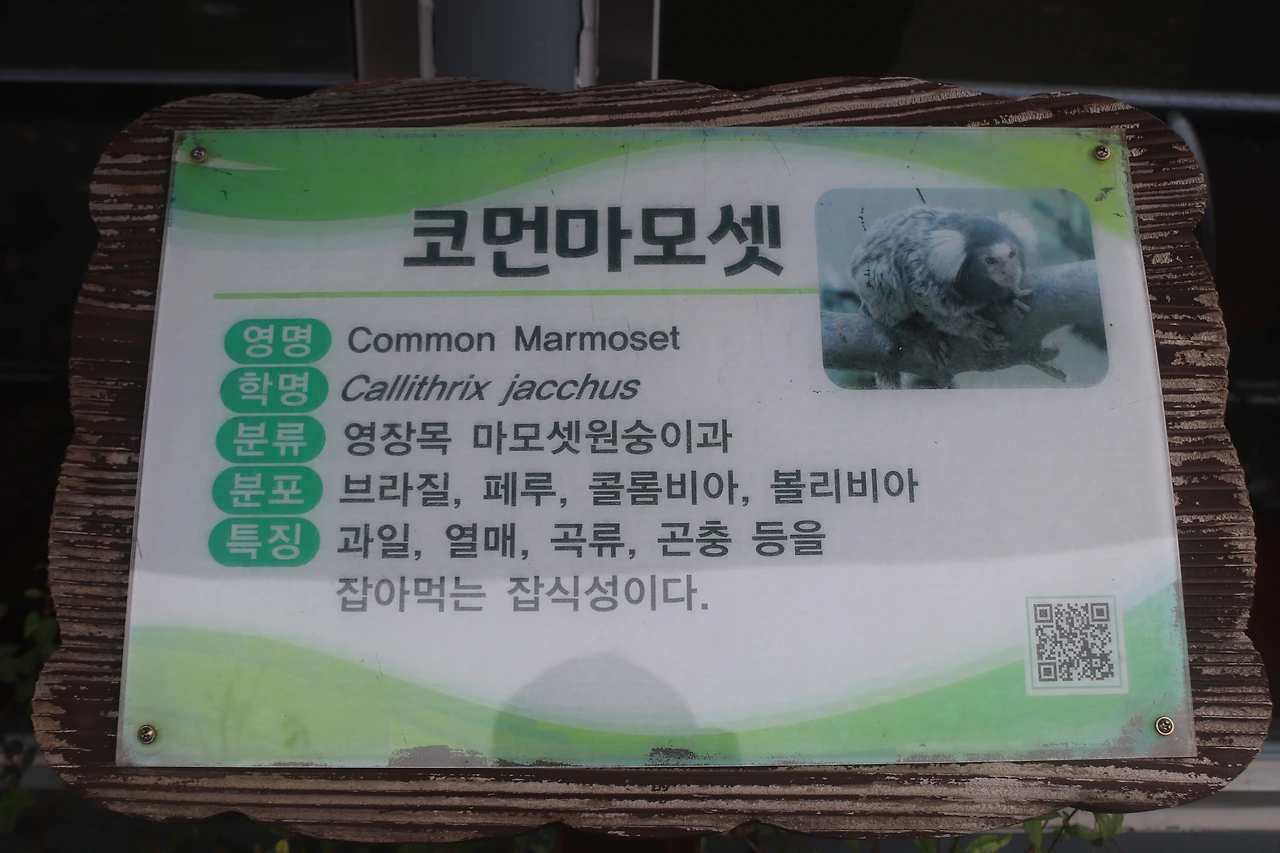 코먼마모셋
영명 Common Marmoset
학명 Callithrix jacchus
분류 영장목 마모셋원숭이과
분포 브라질, 페루, 콜롬비아, 볼리비아
특징 과일, 열매, 곡류, 곤충 등을
잡아먹는 잡식성이다.